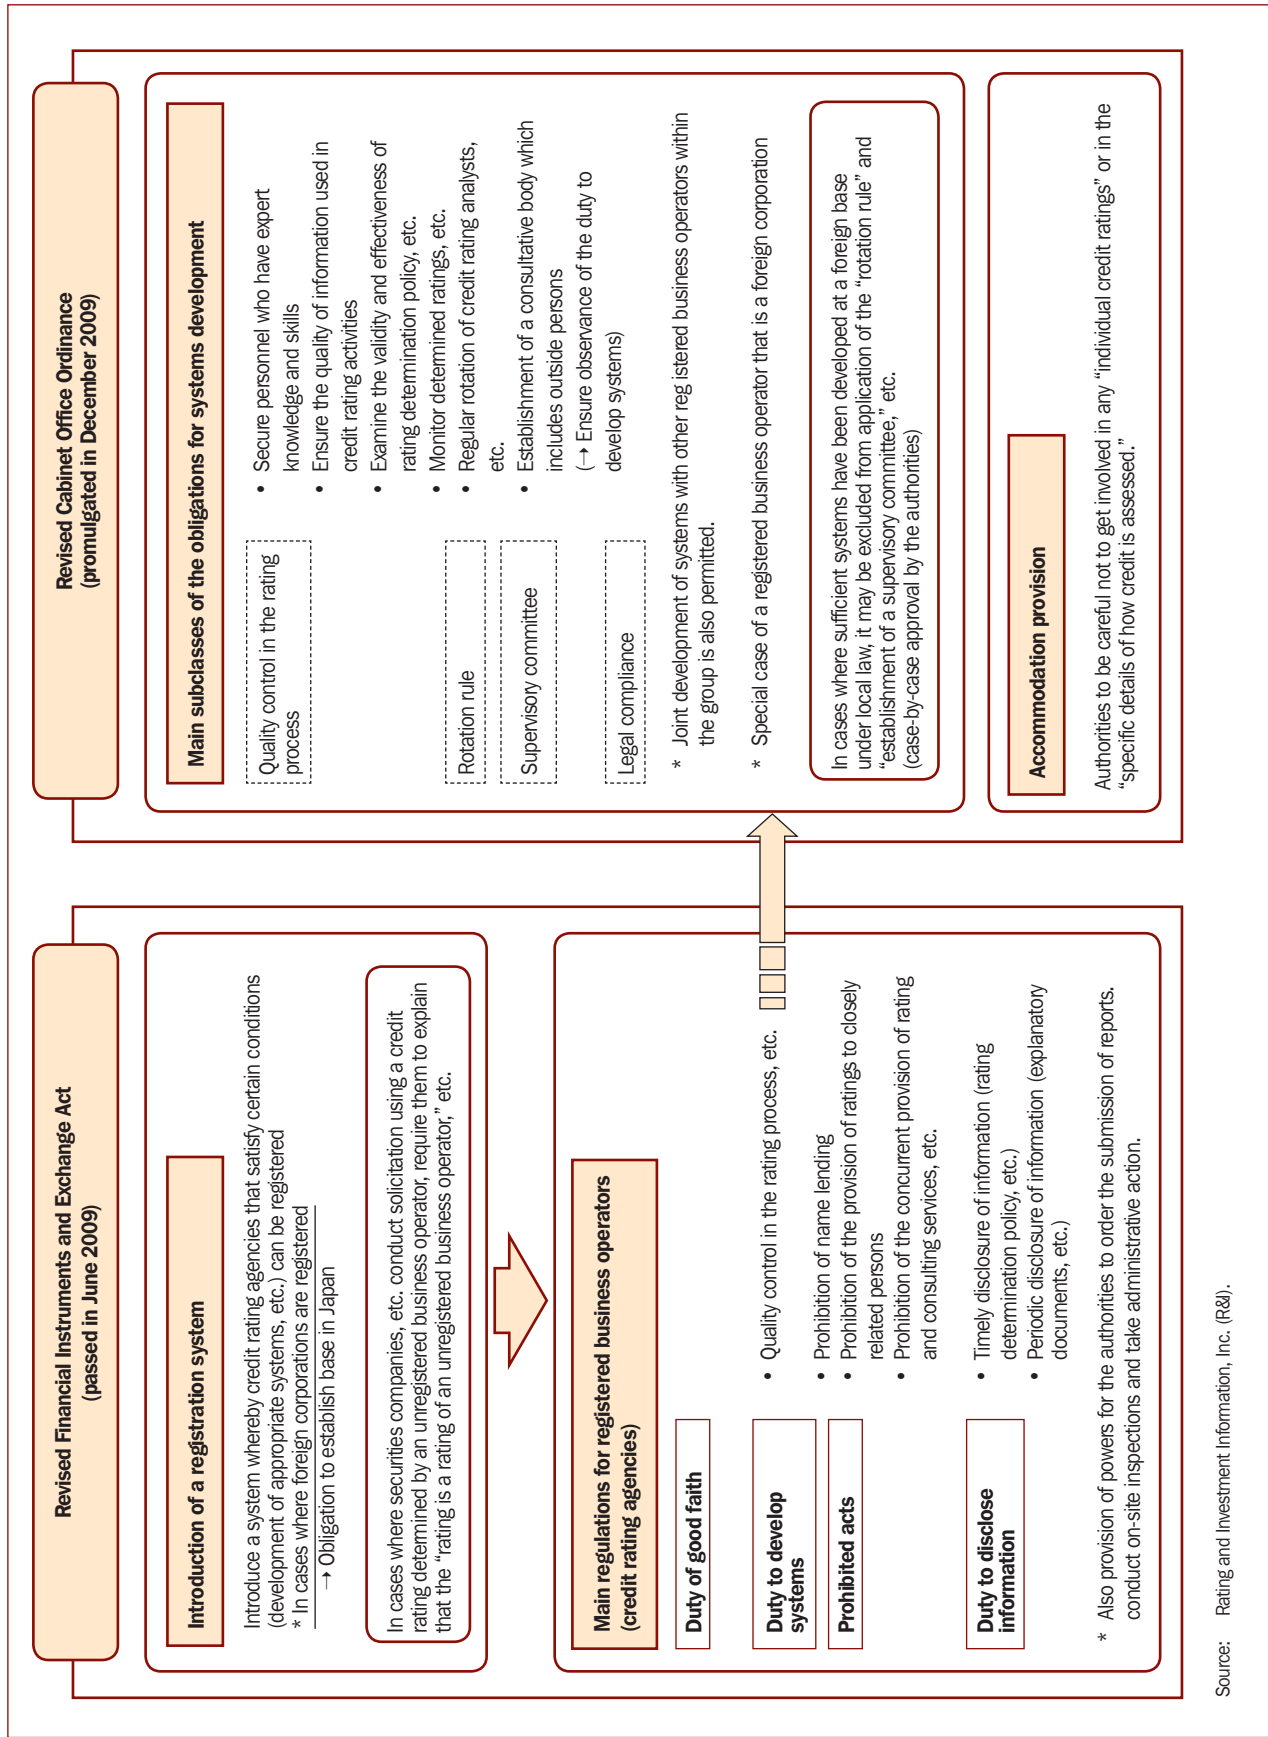 Revised Financial Instruments and Exchange Act
(passed in June 2009)
Introduction of a registration system
Introduce a system whereby credit rating agencies that satisfy certain conditions
(development of appropriate systems, etc.) can be registered
* In cases where foreign corporations are registered
→ Obligation to establish base in Japan
In cases where securities companies, etc. conduct solicitation using a credit
rating determined by an unregistered business operator, require them to explain
that the “rating is a rating of an unregistered business operator,” etc.
Main regulations for registered business operators
(credit rating agencies)
Duty of good faith
Duty to develop
systems
• Quality control in the rating process, etc.
Prohibited acts
• Prohibition of name lending
• Prohibition of the provision of ratings to closely
related persons
• Prohibition of the concurrent provision of rating
and consulting services, etc.
Duty to disclose
information
• Timely disclosure of information (rating
determination policy, etc.)
• Periodic disclosure of information (explanatory
documents, etc.)
* Also provision of powers for the authorities to order the submission of reports.
conduct on-site inspections and take administrative action.
Revised Cabinet Office Ordinance
(promulgated in December 2009)
Main subclasses of the obligations for systems development
Quality control in the rating
process
• Secure personnel who have expert
knowledge and skills
• Ensure the quality of information used in
credit rating activities
• Examine the validity and effectiveness of
rating determination policy, etc.
• Monitor determined ratings, etc.
Rotation rule
• Regular rotation of credit rating analysts,
etc.
Supervisory committee
• Establishment of a consultative body which
includes outside persons
Legal compliance
(→ Ensure observance of the duty to
develop systems)
* Joint development of systems with other reg istered business operators within
the group is also permitted.
* Special case of a registered business operator that is a foreign corporation
In cases where sufficient systems have been developed at a foreign base
under local law, it may be excluded from application of the “rotation rule” and
“establishment of a supervisory committee,” etc.
(case-by-case approval by the authorities)
Accommodation provision
Authorities to be careful not to get involved in any “individual credit ratings” or in the
“specific details of how credit is assessed.”
Source: Rating and Investment Information, Inc. (R&I).